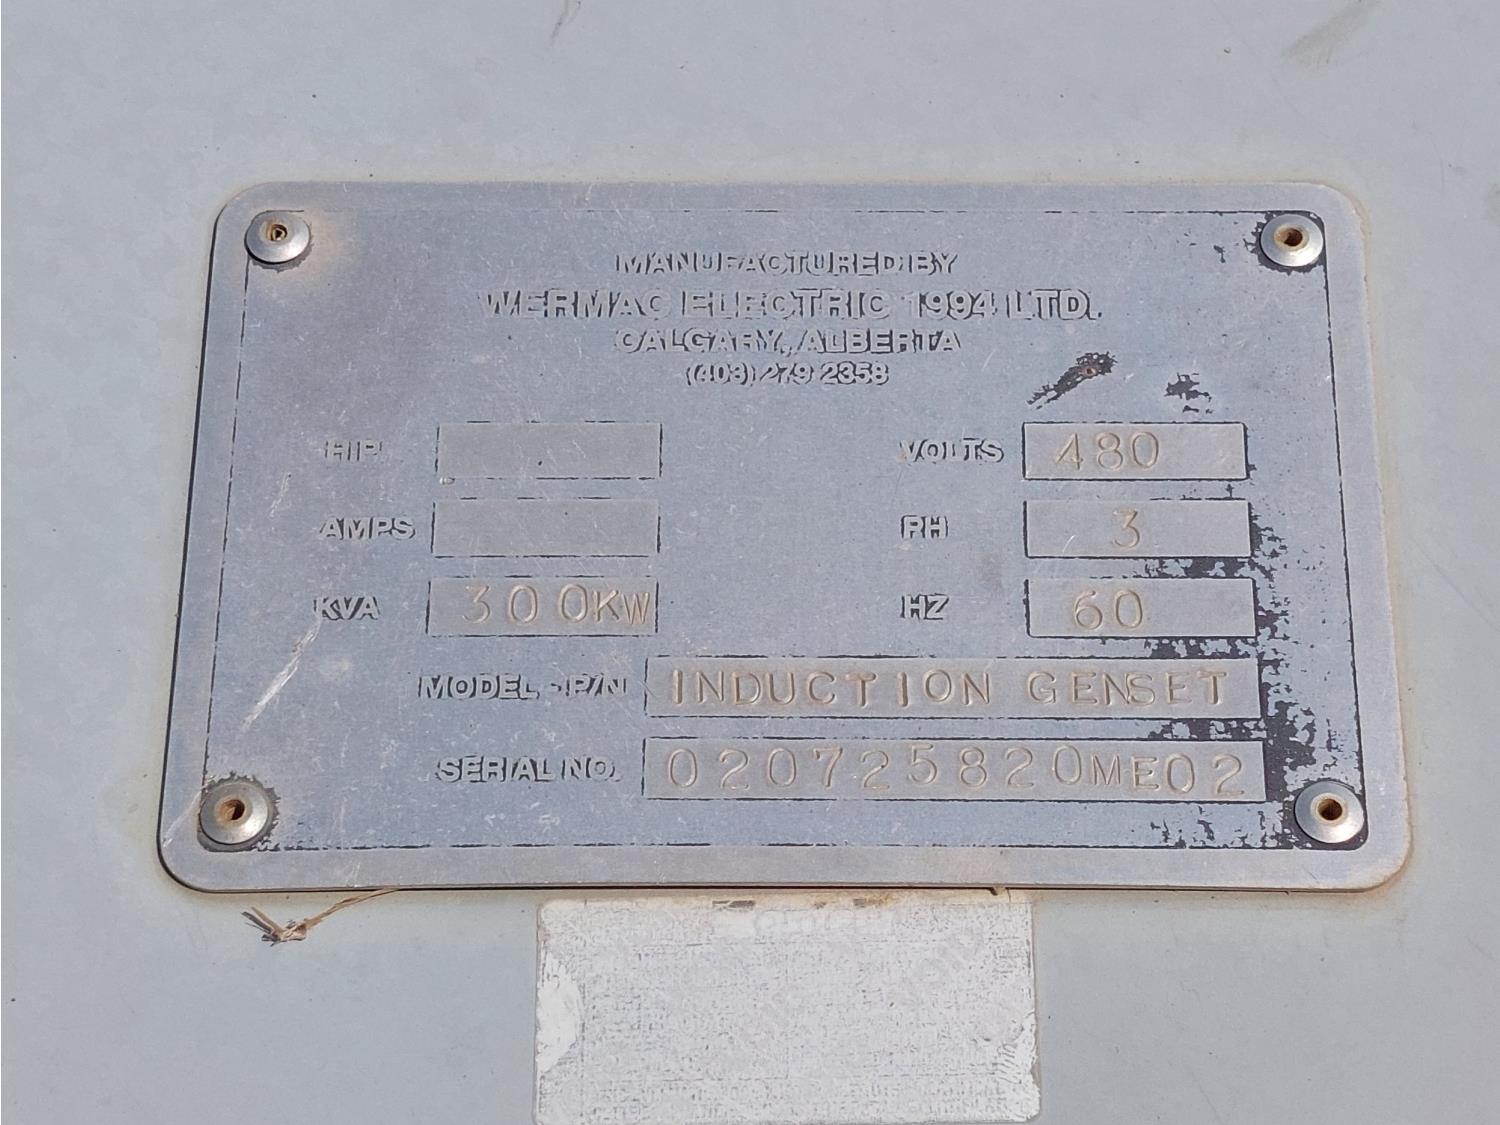 MANUFACTURED BY
WERMAC ELECTRIC 1994 LTD.
CALGARY, ALBERTA
(403) 279 2358
H.P. VOLTS 480
AMPS PH 3
KVA 300KW HZ 60
MODEL - P/N INDUCTION GENSET
SERIAL NO. 020725820ME02